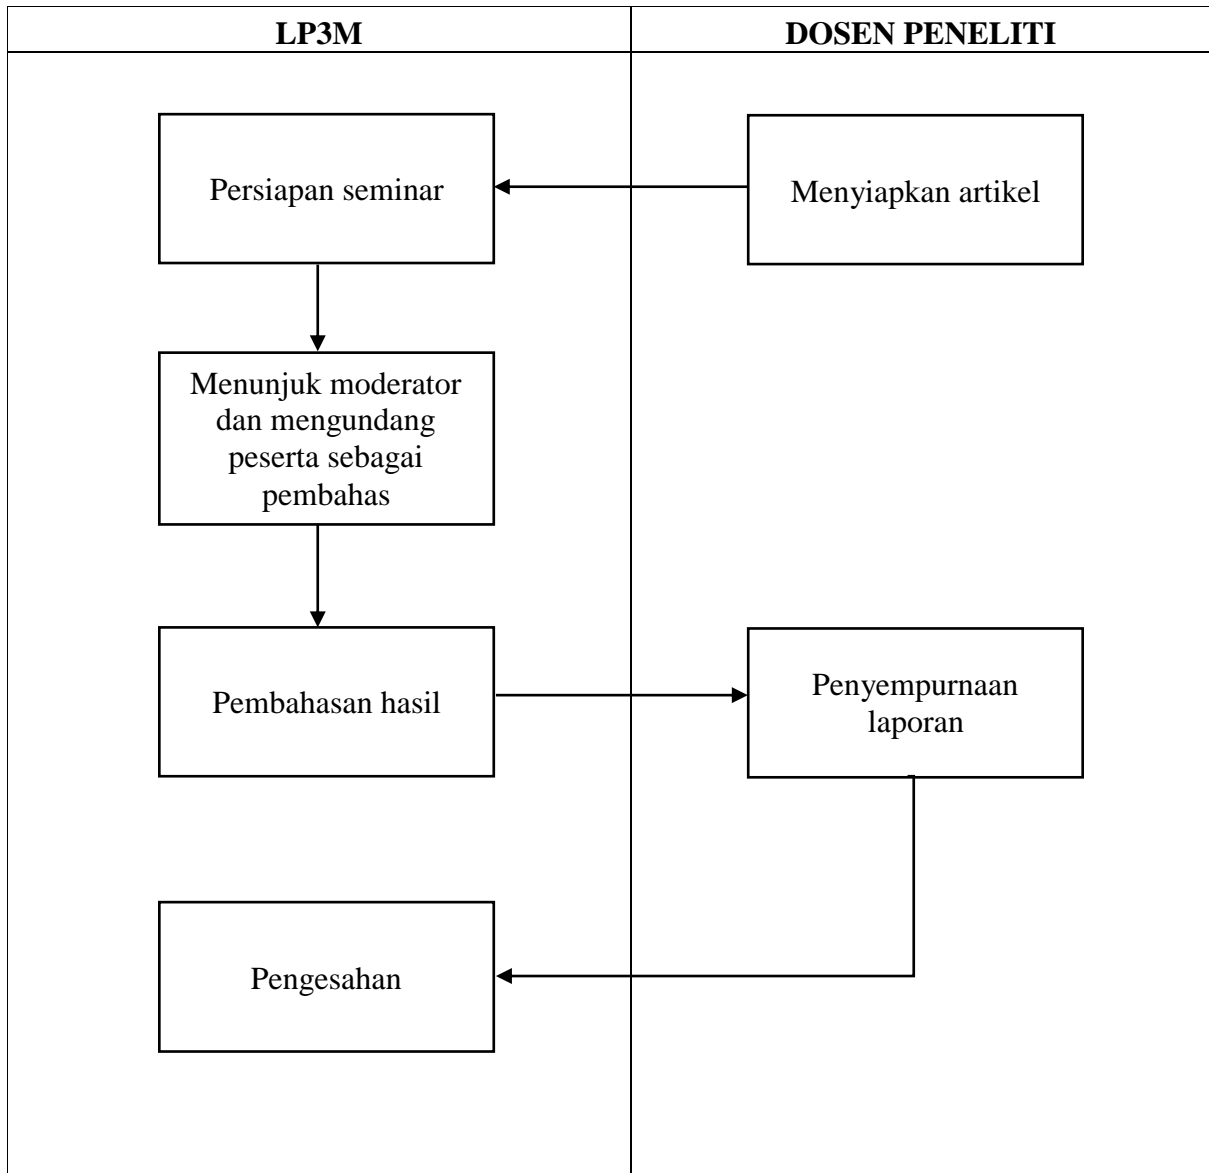 LP3M
DOSEN PENELITI
Persiapan seminar
Menyiapkan artikel
Menunjuk moderator
dan mengundang
peserta sebagai
pembahas
Pembahasan hasil
Penyempurnaan
laporan
Pengesahan